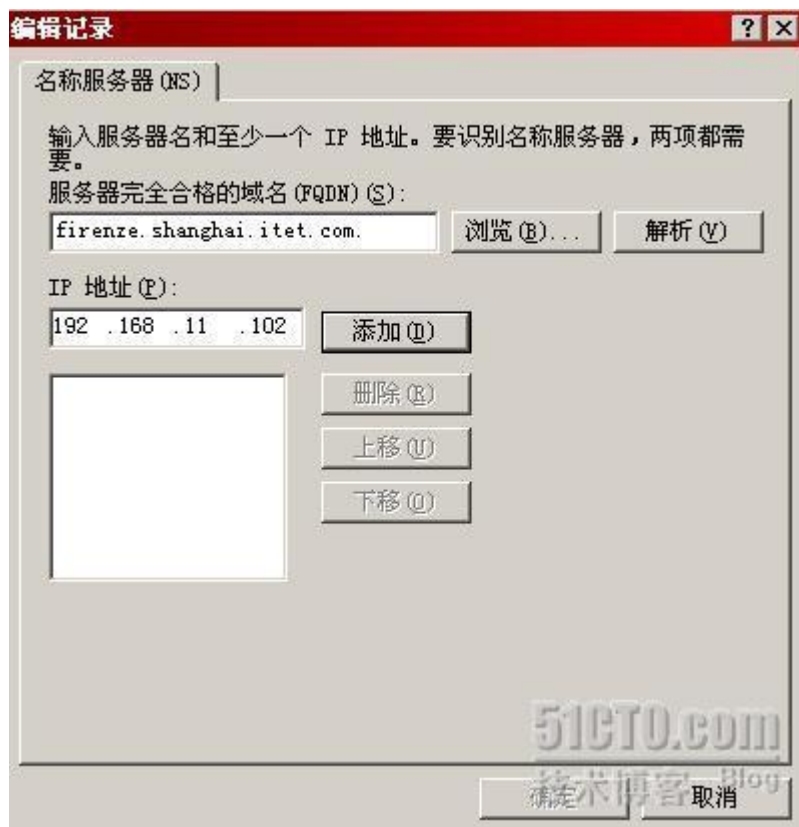 编辑记录
名称服务器(NS)
输入服务器名和至少一个 IP 地址。要识别名称服务器，两项都需
要。
服务器完全合格的域名(FQDN)(S):
firenze.shanghai.itet.com.
浏览(B)...
解析(V)
IP 地址(P):
192 .168 .11 .102
添加(D)
删除(R)
上移(U)
下移(O)
51CTO.com
技术博客 Blog
确定
取消